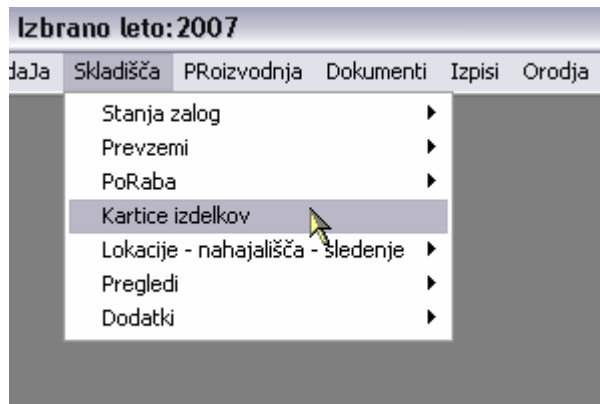 Izbrano leto:2007
daJa Skladišča PRoizvodnja Dokumenti Izpisi Orodja
Stanja zalog
Prevzemi
PoRaba
Kartice izdelkov
Lokacije - nahajališča - sledenje
Pregledi
Dodatki